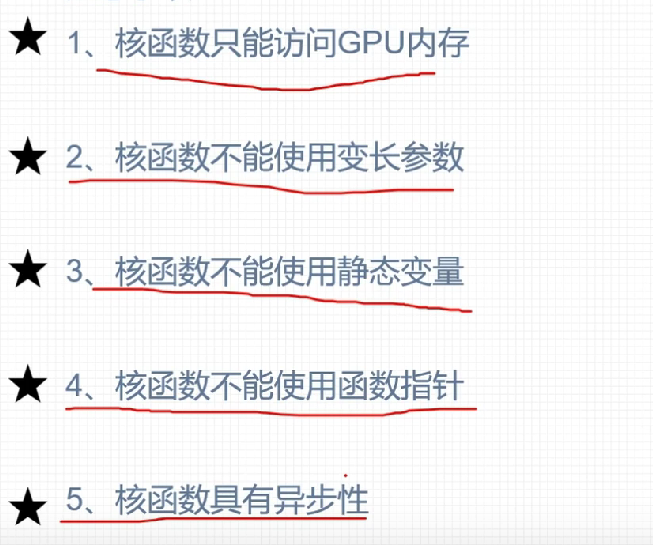 1、核函数只能访问GPU内存
2、核函数不能使用变长参数
3、核函数不能使用静态变量
4、核函数不能使用函数指针
5、核函数具有异步性